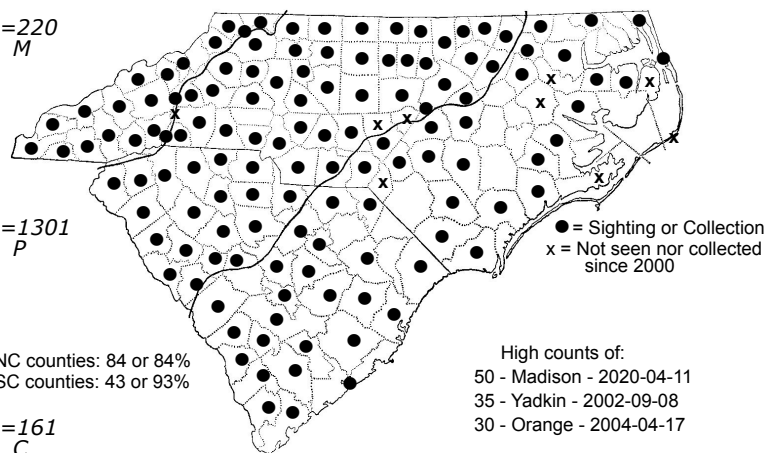 =220
M
=1301
P
= Sighting or Collection
x = Not seen nor collected
since 2000
NC counties: 84 or 84%
SC counties: 43 or 93%
High counts of:
50 - Madison - 2020-04-11
35 - Yadkin - 2002-09-08
30 - Orange - 2004-04-17
=161
C